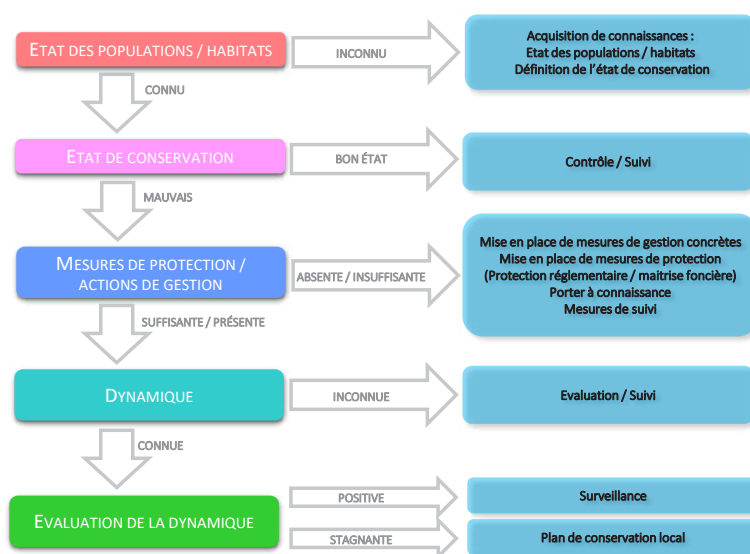 ETAT DES POPULATIONS / HABITATS
INCONNU
Acquisition de connaissances :
Etat des populations / habitats
Définition de l'état de conservation
CONNU
ETAT DE CONSERVATION
BON ÉTAT
Contrôle / Suivi
MAUVAIS
MESURES DE PROTECTION /
ACTIONS DE GESTION
ABSENTE / INSUFFISANTE
Mise en place de mesures de gestion concrètes
Mise en place de mesures de protection
(Protection réglementaire / maitrise foncière)
Porter à connaissance
Mesures de suivi
SUFFISANTE / PRÉSENTE
DYNAMIQUE
INCONNUE
Evaluation / Suivi
CONNUE
EVALUATION DE LA DYNAMIQUE
POSITIVE
Surveillance
STAGNANTE
Plan de conservation local